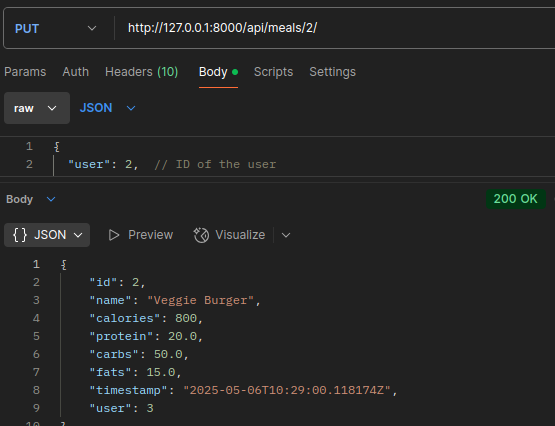 PUT http://127.0.0.1:8000/api/meals/2/
Params Auth Headers (10) Body Scripts Settings
raw JSON
1 {
2 "user": 2, // ID of the user
Body 200 OK
{} JSON Preview Visualize
1 {
2 "id": 2,
3 "name": "Veggie Burger",
4 "calories": 800,
5 "protein": 20.0,
6 "carbs": 50.0,
7 "fats": 15.0,
8 "timestamp": "2025-05-06T10:29:00.118174Z",
9 "user": 3
10 }